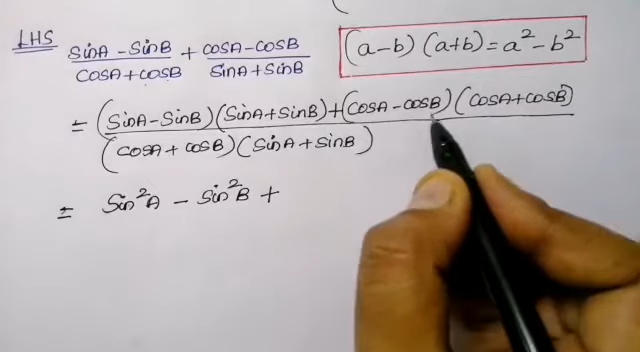 LHS
SinA - SinB / CosA + CosB + CosA - CosB / SinA + SinB
(a-b) (a+b) = a² - b²
= (SinA - SinB) (SinA + SinB) + (CosA - CosB) (CosA + CosB)
(CosA + CosB) (SinA + SinB)
= Sin²A - Sin²B +